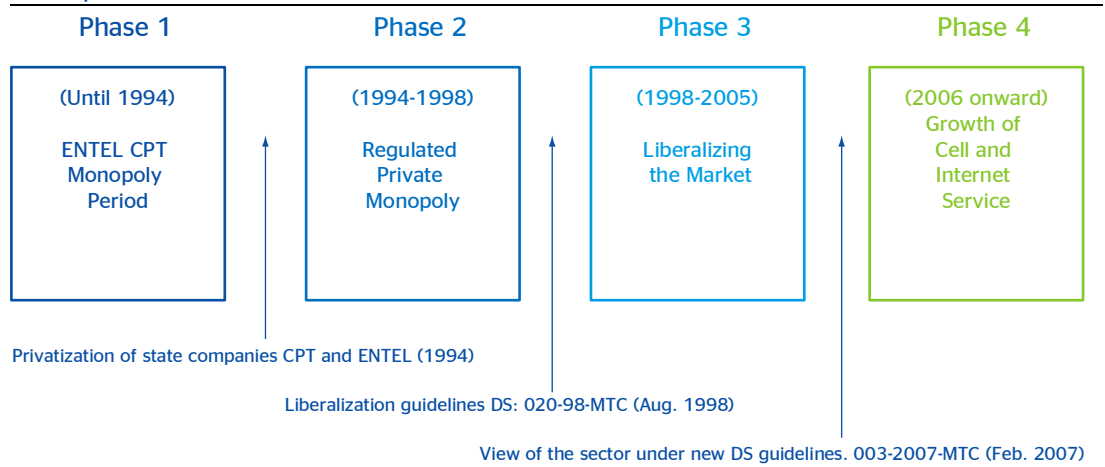 Phase 1
Phase 2
Phase 3
Phase 4
(Until 1994)
ENTEL CPT
Monopoly
Period
(1994-1998)
Regulated
Private
Monopoly
(1998-2005)
Liberalizing
the Market
(2006 onward)
Growth of
Cell and
Internet
Service
Privatization of state companies CPT and ENTEL (1994)
Liberalization guidelines DS: 020-98-MTC (Aug. 1998)
View of the sector under new DS guidelines. 003-2007-MTC (Feb. 2007)